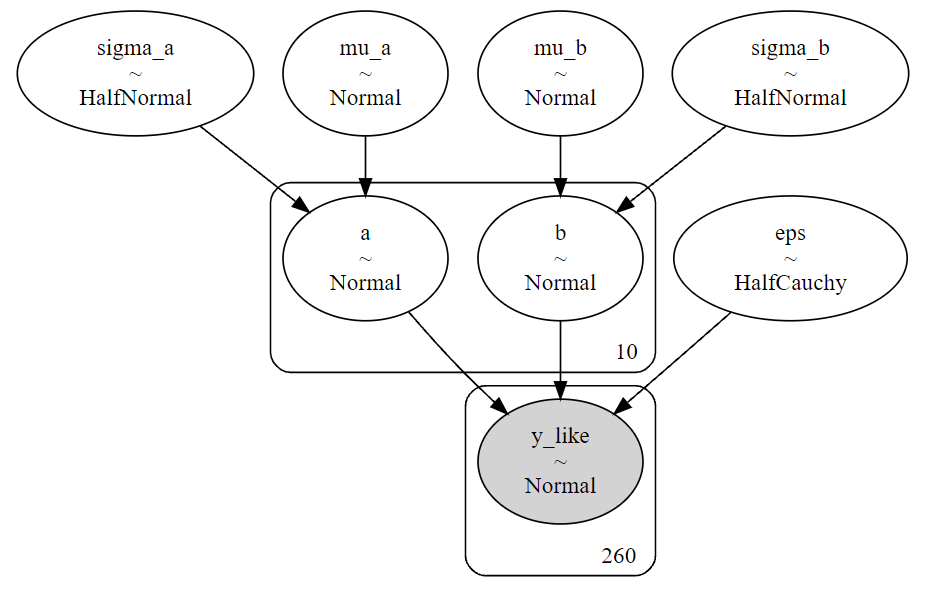 sigma_a
~
HalfNormal
mu_a
~
Normal
mu_b
~
Normal
sigma_b
~
HalfNormal
a
~
Normal
b
~
Normal
10
eps
~
HalfCauchy
y_like
~
Normal
260